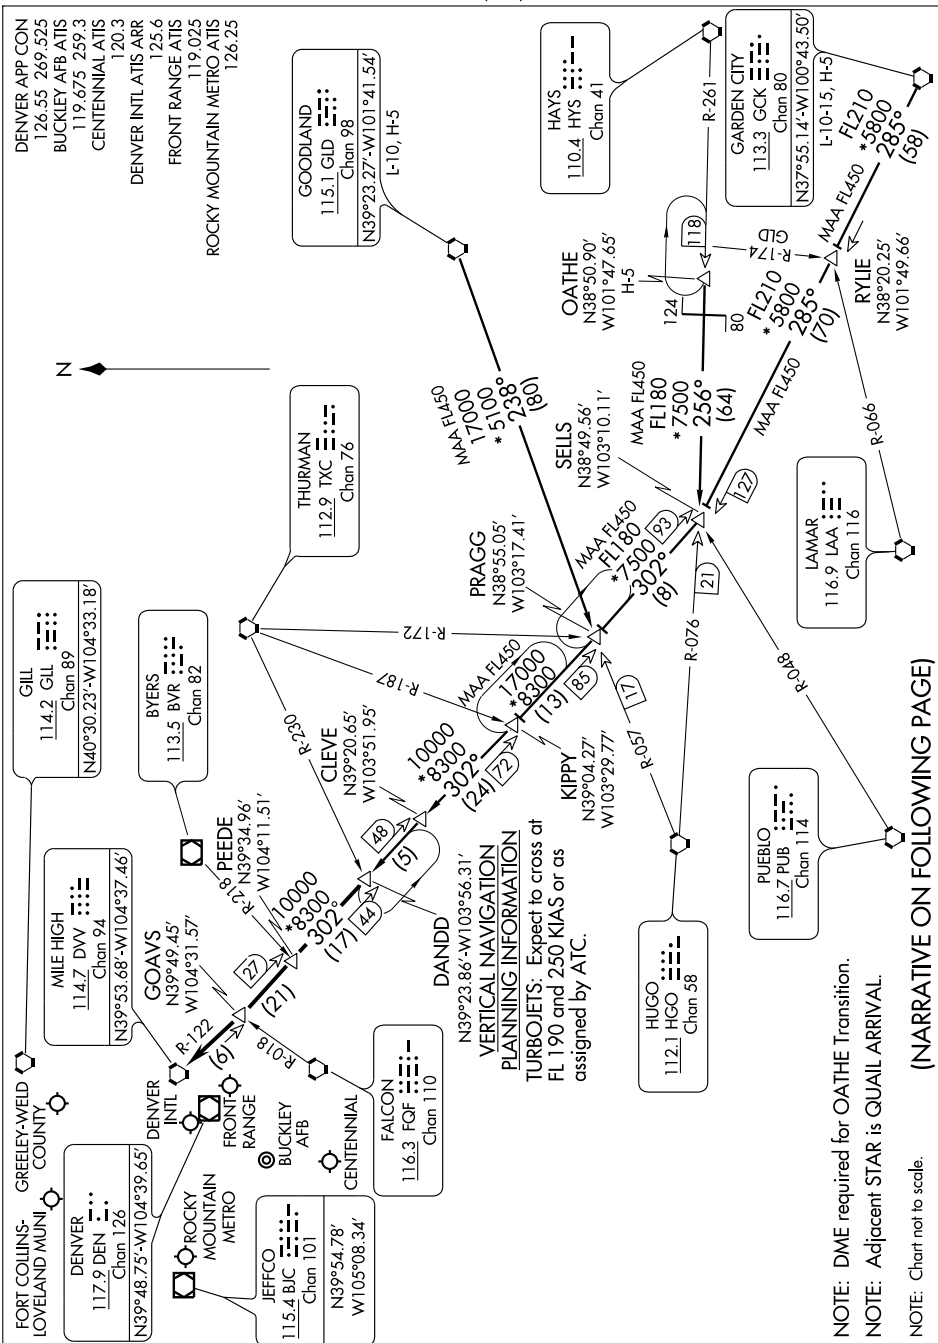 DENVER APP CON
126.55 269.525
BUCKLEY AFB ATIS
119.675 259.3
CENTENNIAL ATIS
120.3
DENVER INTL ATIS ARR
125.6
FRONT RANGE ATIS
119.025
ROCKY MOUNTAIN METRO ATIS
126.25
GOODLAND
115.1 GLD
Chan 98
N39°23.27'-W101°41.54'
L-10, H-5
HAYS
110.4 HYS
Chan 41
R-261
GARDEN CITY
113.3 GCK
Chan 80
N37°55.14'-W100°43.50'
L-10-15, H-5
FL210
*5800
285°
(58)
MAA FL450
118
R-174
GLD
OATHE
N38°50.90'
W101°47.65'
H-5
124
80
RYLIE
N38°20.25'
W101°49.66'
FL210
*5800
285°
(70)
MAA FL450
R-066
N
MAA FL450
17000
*5100
238°
(80)
MAA FL450
FL180
*7500
256°
(64)
SELLS
N38°49.56'
W103°10.11'
127
LAMAR
116.9 LAA
Chan 116
THURMAN
112.9 TXC
Chan 76
PRAGG
N38°55.05'
W103°17.41'
MAA FL450
FL180
*7500
302°
(8)
93
21
R-172
R-187
R-230
MAA FL450
17000
*8300
(13)
85
17
R-057
R-076
R-048
GILL
114.2 GLL
Chan 89
N40°30.23'-W104°33.18'
BYERS
113.5 BVR
Chan 82
CLEVE
N39°20.65'
W103°51.95'
10000
*8300
302°
(24)
72
KIPPY
N39°04.27'
W103°29.77'
PEEDE
N39°34.96'
W104°11.51'
R-218
48
(5)
44
10000
*8300
302°
(17)
DANDD
N39°23.86'-W103°56.31'
VERTICAL NAVIGATION
PLANNING INFORMATION
TURBOJETS: Expect to cross at
FL 190 and 250 KIAS or as
assigned by ATC.
HUGO
112.1 HGO
Chan 58
PUEBLO
116.7 PUB
Chan 114
MILE HIGH
114.7 DVV
Chan 94
N39°53.68'-W104°37.46'
GOAVS
N39°49.45'
W104°31.57'
27
(21)
R-122
(6)
R-018
FALCON
116.3 FQF
Chan 110
FORT COLLINS-
LOVELAND MUNI
GREELEY-WELD
COUNTY
DENVER
117.9 DEN
Chan 126
N39°48.75'-W104°39.65'
DENVER
INTL
FRONT
RANGE
BUCKLEY
AFB
CENTENNIAL
ROCKY
MOUNTAIN
METRO
JEFFCO
115.4 BJC
Chan 101
N39°54.78'
W105°08.34'
NOTE: DME required for OATHE Transition.
NOTE: Adjacent STAR is QUAIL ARRIVAL.
NOTE: Chart not to scale.
(NARRATIVE ON FOLLOWING PAGE)